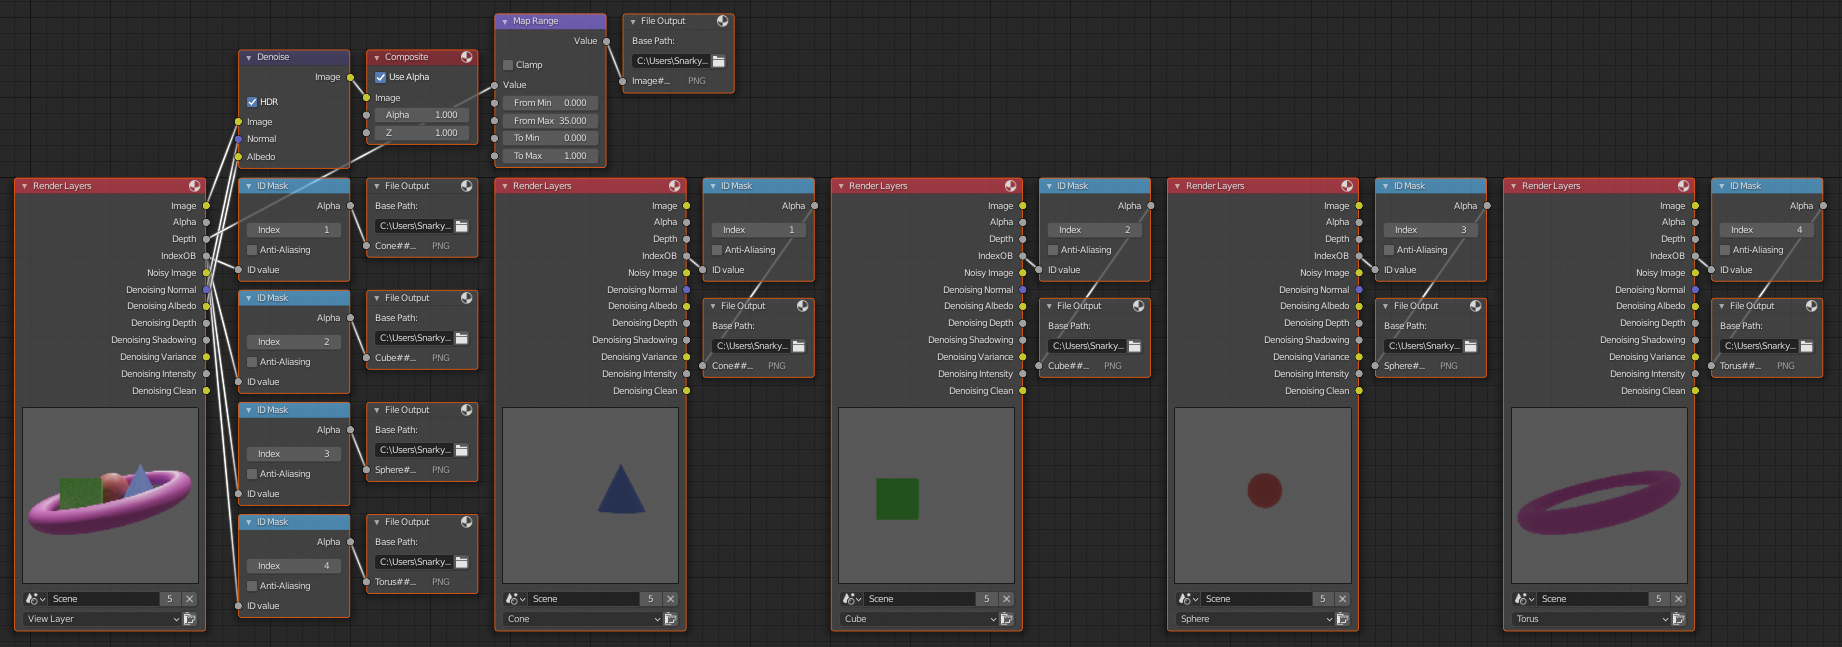 Map Range
Value
Clamp
Value
From Min 0.000
From Max 35.000
To Min 0.000
To Max 1.000
File Output
Base Path:
C:\Users\Snarky...
Image#... PNG
Denoise
Image
HDR
Image
Normal
Albedo
Composite
Use Alpha
Image
Alpha 1.000
Z 1.000
Render Layers
Image
Alpha
Depth
IndexOB
Noisy Image
Denoising Normal
Denoising Albedo
Denoising Depth
Denoising Shadowing
Denoising Variance
Denoising Intensity
Denoising Clean
Scene 5
View Layer
ID Mask
Alpha
Index 1
Anti-Aliasing
ID value
File Output
Base Path:
C:\Users\Snarky...
Cone##... PNG
ID Mask
Alpha
Index 2
Anti-Aliasing
ID value
File Output
Base Path:
C:\Users\Snarky...
Cube##... PNG
ID Mask
Alpha
Index 3
Anti-Aliasing
ID value
File Output
Base Path:
C:\Users\Snarky...
Sphere#... PNG
ID Mask
Alpha
Index 4
Anti-Aliasing
ID value
File Output
Base Path:
C:\Users\Snarky...
Torus##... PNG
Render Layers
Image
Alpha
Depth
IndexOB
Noisy Image
Denoising Normal
Denoising Albedo
Denoising Depth
Denoising Shadowing
Denoising Variance
Denoising Intensity
Denoising Clean
Scene 5
Cone
ID Mask
Alpha
Index 1
Anti-Aliasing
ID value
File Output
Base Path:
C:\Users\Snarky...
Cone##... PNG
Render Layers
Image
Alpha
Depth
IndexOB
Noisy Image
Denoising Normal
Denoising Albedo
Denoising Depth
Denoising Shadowing
Denoising Variance
Denoising Intensity
Denoising Clean
Scene 5
Cube
ID Mask
Alpha
Index 2
Anti-Aliasing
ID value
File Output
Base Path:
C:\Users\Snarky...
Cube##... PNG
Render Layers
Image
Alpha
Depth
IndexOB
Noisy Image
Denoising Normal
Denoising Albedo
Denoising Depth
Denoising Shadowing
Denoising Variance
Denoising Intensity
Denoising Clean
Scene 5
Sphere
ID Mask
Alpha
Index 3
Anti-Aliasing
ID value
File Output
Base Path:
C:\Users\Snarky...
Sphere##... PNG
Render Layers
Image
Alpha
Depth
IndexOB
Noisy Image
Denoising Normal
Denoising Albedo
Denoising Depth
Denoising Shadowing
Denoising Variance
Denoising Intensity
Denoising Clean
Scene 5
Torus
ID Mask
Alpha
Index 4
Anti-Aliasing
ID value
File Output
Base Path:
C:\Users\Snarky...
Torus##... PNG